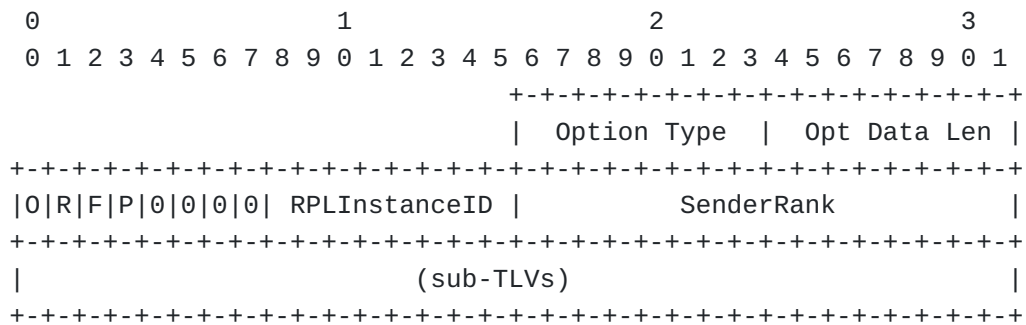 0                   1                   2                   3
 0 1 2 3 4 5 6 7 8 9 0 1 2 3 4 5 6 7 8 9 0 1 2 3 4 5 6 7 8 9 0 1
                                +-+-+-+-+-+-+-+-+-+-+-+-+-+-+-+-+
                                |  Option Type  |  Opt Data Len |
+-+-+-+-+-+-+-+-+-+-+-+-+-+-+-+-+-+-+-+-+-+-+-+-+-+-+-+-+-+-+-+-+
|O|R|F|P|0|0|0|0| RPLInstanceID |          SenderRank           |
+-+-+-+-+-+-+-+-+-+-+-+-+-+-+-+-+-+-+-+-+-+-+-+-+-+-+-+-+-+-+-+-+
|                         (sub-TLVs)                            |
+-+-+-+-+-+-+-+-+-+-+-+-+-+-+-+-+-+-+-+-+-+-+-+-+-+-+-+-+-+-+-+-+